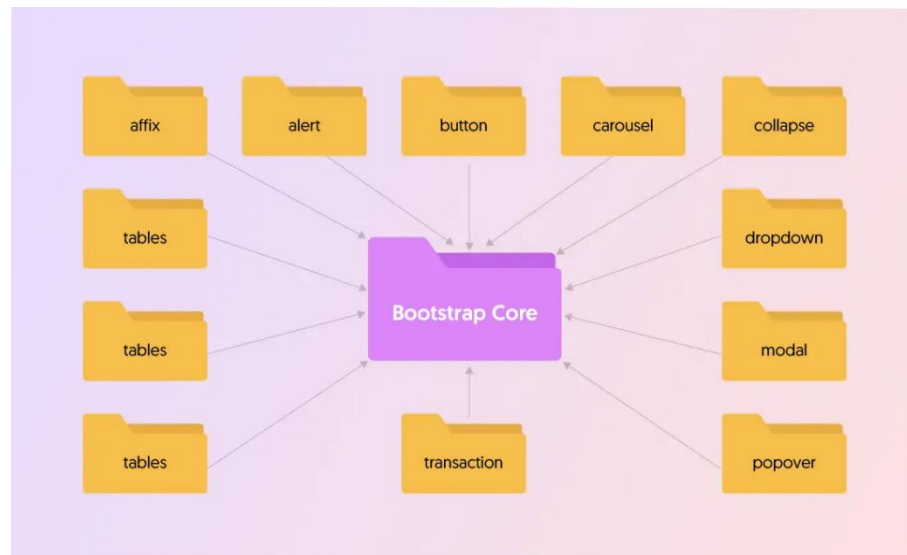 affix
alert
button
carousel
collapse
tables
dropdown
Bootstrap Core
tables
modal
tables
transaction
popover